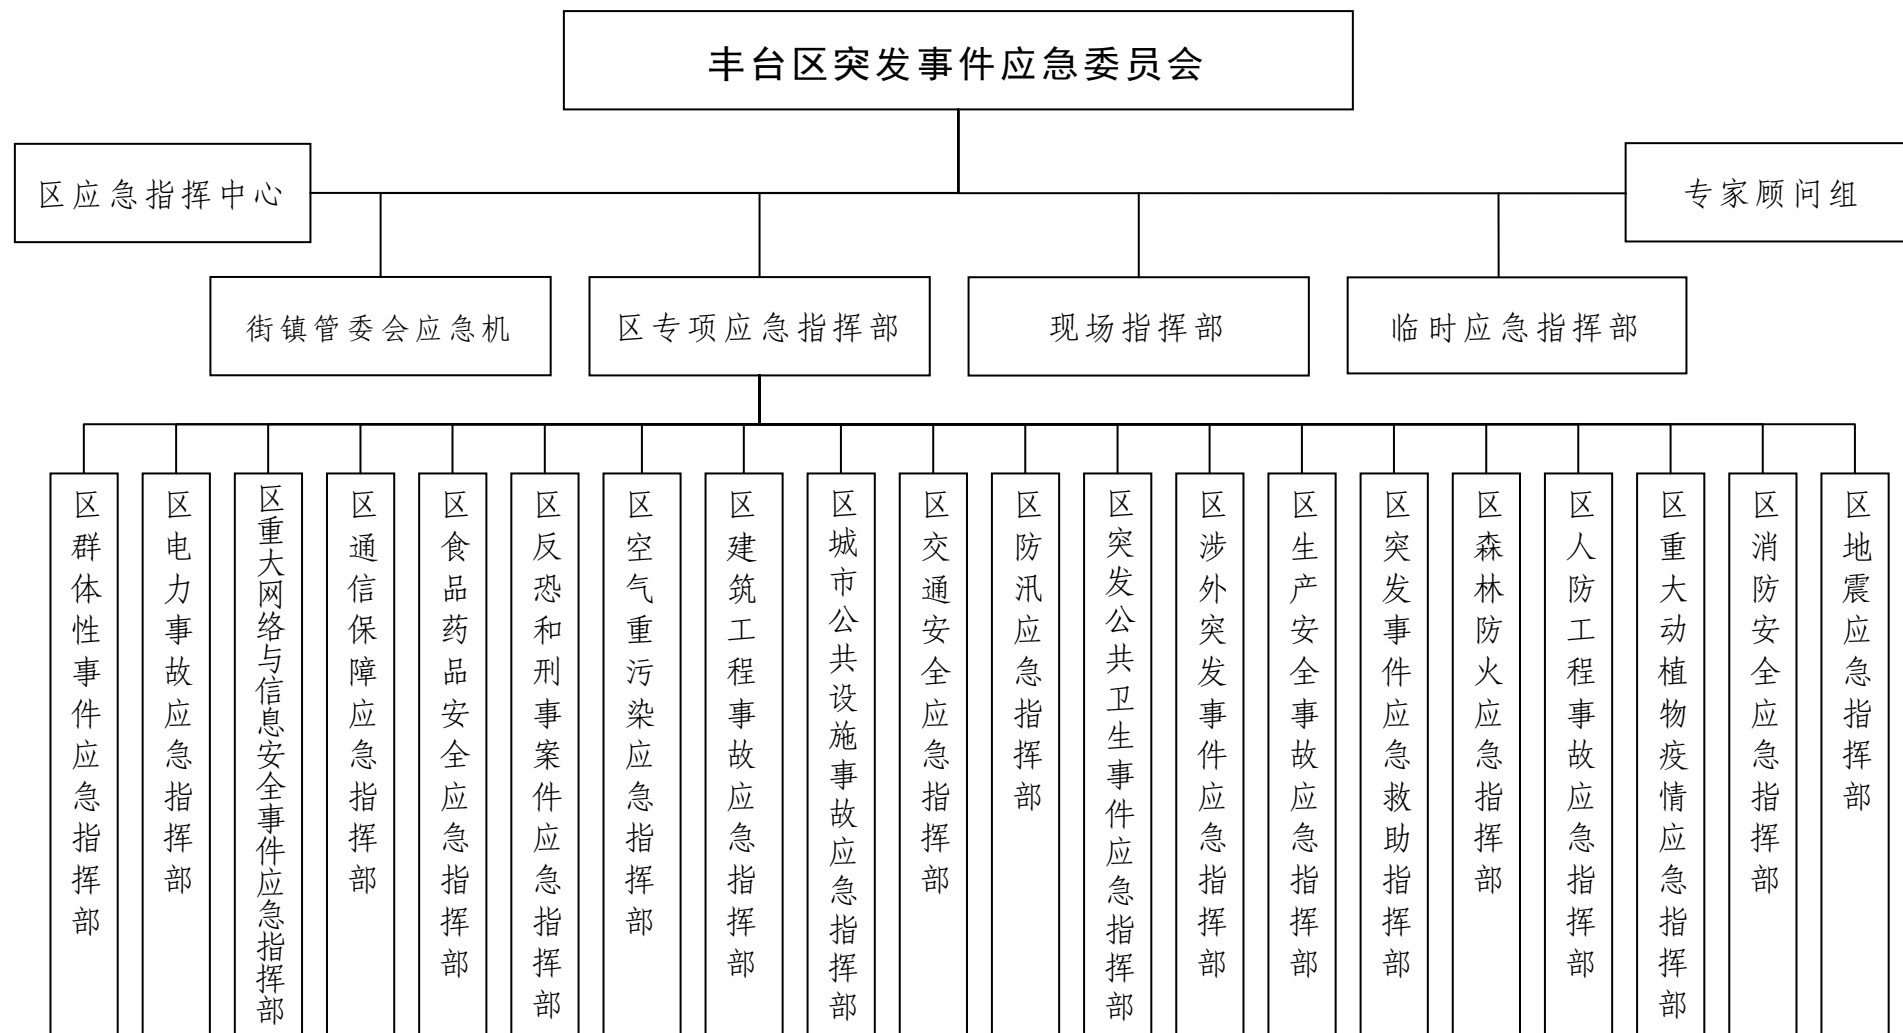 丰台区突发事件应急委员会
区应急指挥中心
专家顾问组
街镇管委会应急机
区专项应急指挥部
现场指挥部
临时应急指挥部
区群体性事件应急指挥部
区电力事故应急指挥部
区重大网络与信息安全事件应急指挥部
区通信保障应急指挥部
区食品药品安全应急指挥部
区反恐和刑事案件应急指挥部
区空气重污染应急指挥部
区建筑工程事故应急指挥部
区城市公共设施事故应急指挥部
区交通安全应急指挥部
区防汛应急指挥部
区突发公共卫生事件应急指挥部
区涉外突发事件应急指挥部
区生产安全事故应急指挥部
区突发事件应急救助指挥部
区森林防火应急指挥部
区人防工程事故应急指挥部
区重大动植物疫情应急指挥部
区消防安全应急指挥部
区地震应急指挥部